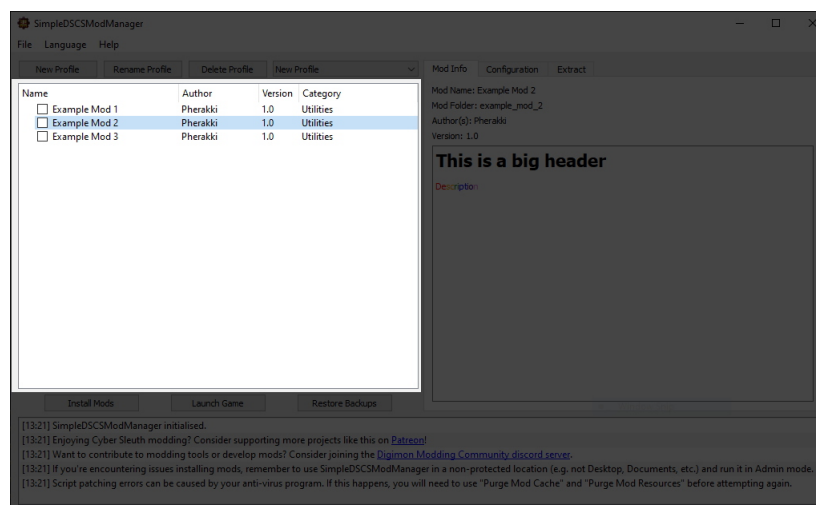 SimpleDSCSModManager
File Language Help
New Profile Rename Profile Delete Profile New Profile
Mod Info Configuration Extract
Name Author Version Category
Example Mod 1 Pherakki 1.0 Utilities
Example Mod 2 Pherakki 1.0 Utilities
Example Mod 3 Pherakki 1.0 Utilities
Mod Name: Example Mod 2
Mod Folder: example_mod_2
Author(s): Pherakki
Version: 1.0
This is a big header
Description
Install Mods Launch Game Restore Backups
[13:21] SimpleDSCSModManager initialised.
[13:21] Enjoying Cyber Sleuth modding? Consider supporting more projects like this on Patreon!
[13:21] Want to contribute to modding tools or develop mods? Consider joining the Digimon Modding Community discord server.
[13:21] If you're encountering issues installing mods, remember to use SimpleDSCSModManager in a non-protected location (e.g. not Desktop, Documents, etc.) and run it in Admin mode.
[13:21] Script patching errors can be caused by your anti-virus program. If this happens, you will need to use "Purge Mod Cache" and "Purge Mod Resources" before attempting again.